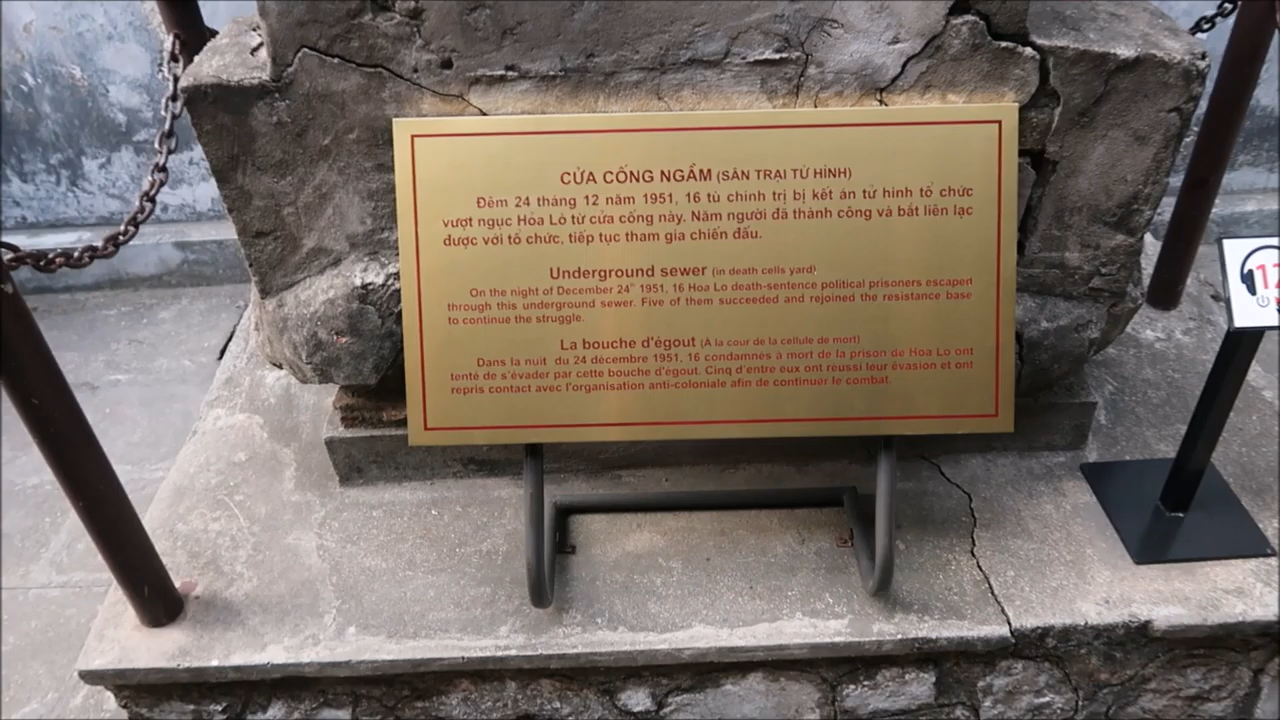 CỬA CỐNG NGẦM (SÂN TRẠI TỬ HÌNH)
Đêm 24 tháng 12 năm 1951, 16 tù chính trị bị kết án tử hình tổ chức
vượt ngục Hỏa Lò từ cửa cống này. Năm người đã thành công và bắt liên lạc
được với tổ chức, tiếp tục tham gia chiến đấu.
Underground sewer (in death cells yard)
On the night of December 24th 1951, 16 Hoa Lo death-sentence political prisoners escaped
through this underground sewer. Five of them succeeded and rejoined the resistance base
to continue the struggle.
La bouche d'égout (À la cour de la cellule de mort)
Dans la nuit du 24 décembre 1951, 16 condamnés à mort de la prison de Hoa Lo ont
tenté de s'évader par cette bouche d'égout. Cinq d'entre eux ont réussi leur évasion et ont
repris contact avec l'organisation anti-coloniale afin de continuer le combat.